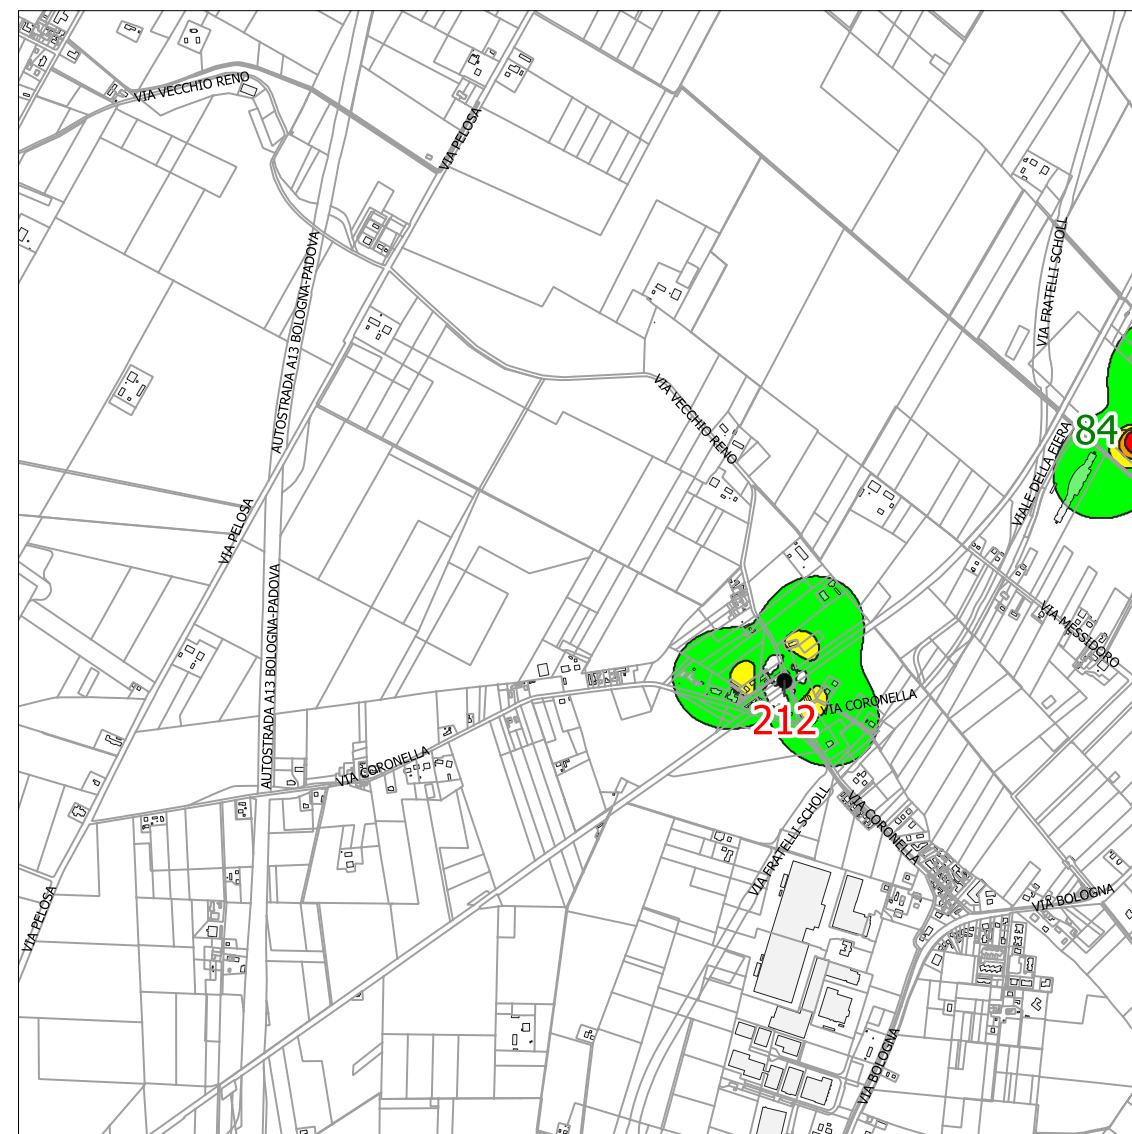 VIA VECCHIO RENO
VIA PELOSA
VIA FRATELLI SCHOLL
AUTOSTRADA A13 BOLOGNA-PADOVA
VIA VECCHIO RENO
84
VIALE DELLA FIERA
VIA PELOSA
AUTOSTRADA A13 BOLOGNA-PADOVA
VIA MESSIDORO
VIA CORONELLA
212
VIA CORONELLA
VIA FRATELLI SCHOLL
VIA CORONELLA
VIA PELOSA
VIA BOLOGNA
VIA BOLOGNA